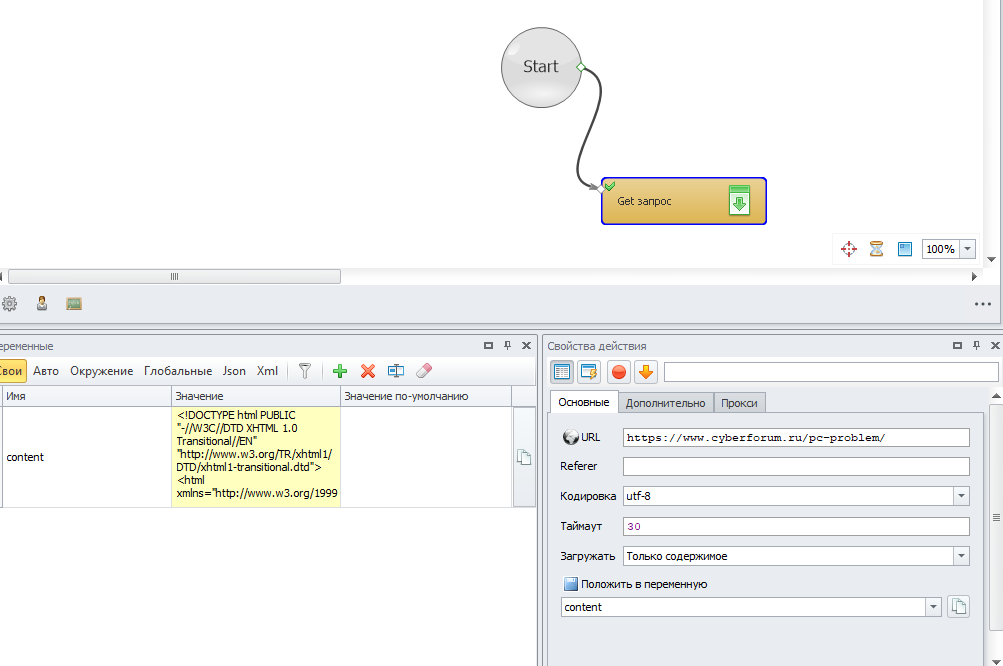 Start
Get запрос
100%
еременные
Свои Авто Окружение Глобальные Json Xml
Имя Значение Значение по-умолчанию
content
<!DOCTYPE html PUBLIC
"-//W3C//DTD XHTML 1.0
Transitional//EN"
"http://www.w3.org/TR/xhtml1/
DTD/xhtml1-transitional.dtd">
<html
xmlns="http://www.w3.org/1999
Свойства действия
Основные Дополнительно Прокси
URL https://www.cyberforum.ru/pc-problem/
Referer
Кодировка utf-8
Таймаут 30
Загружать Только содержимое
Положить в переменную
content